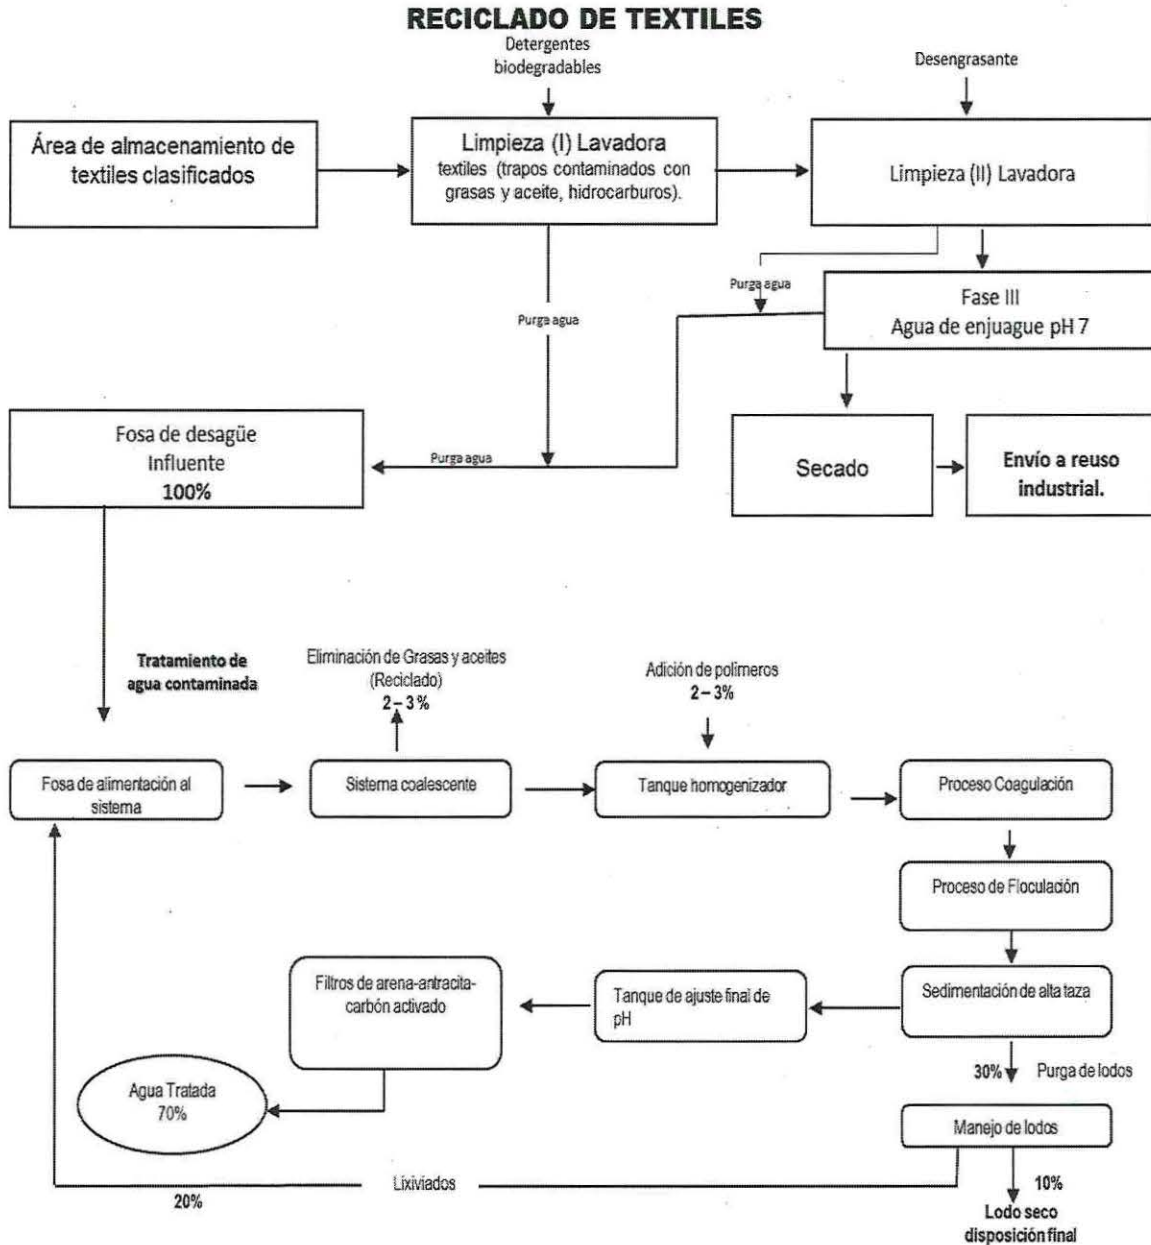 RECICLADO DE TEXTILES
Detergentes
biodegradables
Desengrasante
Área de almacenamiento de
textiles clasificados
Limpieza (I) Lavadora
textiles (trapos contaminados con
grasas y aceite, hidrocarburos).
Limpieza (II) Lavadora
Purga agua
Purga agua
Fase III
Agua de enjuague pH 7
Fosa de desagüe
Influente
100%
Purga agua
Secado
Envío a reuso
industrial.
Tratamiento de
agua contaminada
Eliminación de Grasas y aceites
(Reciclado)
2 – 3 %
Adición de polímeros
2 – 3%
Fosa de alimentación al
sistema
Sistema coalescente
Tanque homogenizador
Proceso Coagulación
Proceso de Floculación
Filtros de arena-antracita-
carbón activado
Tanque de ajuste final de
pH
Sedimentación de alta taza
30% Purga de lodos
Agua Tratada
70%
Manejo de lodos
Lixiviados
20%
10%
Lodo seco
disposición final